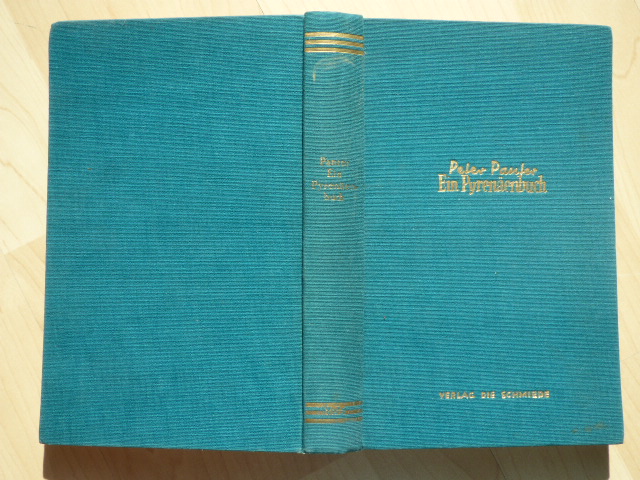 Panter
Ein
Pyrenäen
buch
Peter Panter
Ein Pyrenäenbuch
VERLAG DIE SCHMIEDE